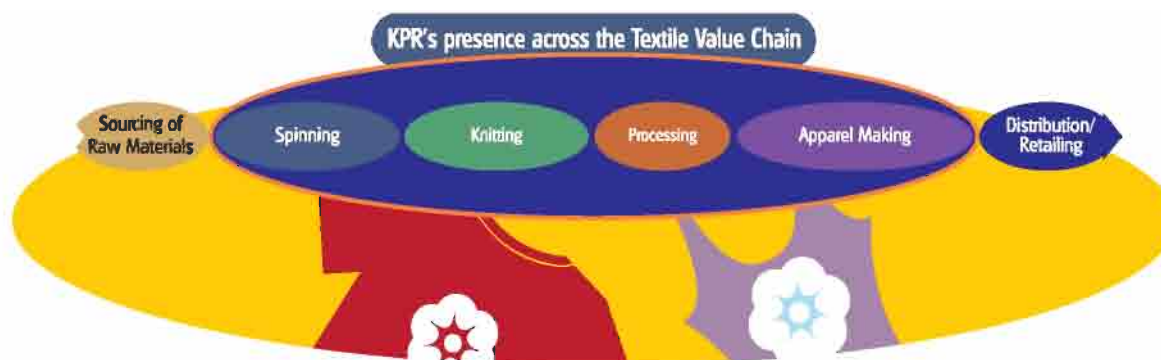 KPR's presence across the Textile Value Chain
Sourcing of
Raw Materials
Spinning
Knitting
Processing
Apparel Making
Distribution/
Retailing